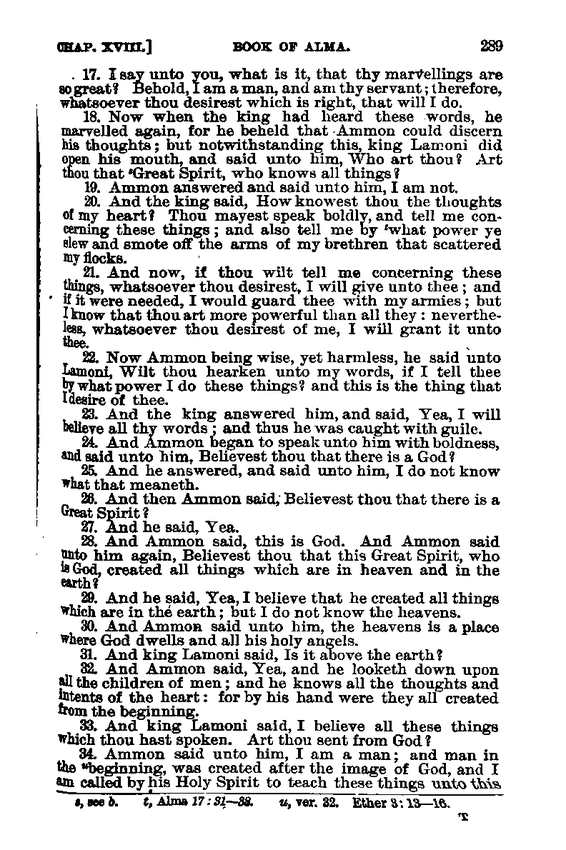 CHAP. XVIII.] BOOK OF ALMA. 289
17. I say unto you, what is it, that thy marvellings are
so great? Behold, I am a man, and am thy servant; therefore,
whatsoever thou desirest which is right, that will I do.
18. Now when the king had heard these words, he
marvelled again, for he beheld that Ammon could discern
his thoughts; but notwithstanding this, king Lamoni did
open his mouth, and said unto him, Who art thou? Art
thou that sGreat Spirit, who knows all things?
19. Ammon answered and said unto him, I am not.
20. And the king said, How knowest thou the thoughts
of my heart? Thou mayest speak boldly, and tell me con-
cerning these things; and also tell me by twhat power ye
slew and smote off the arms of my brethren that scattered
my flocks.
21. And now, if thou wilt tell me concerning these
things, whatsoever thou desirest, I will give unto thee; and
if it were needed, I would guard thee with my armies; but
I know that thou art more powerful than all they: neverthe-
less, whatsoever thou desirest of me, I will grant it unto
thee.
22. Now Ammon being wise, yet harmless, he said unto
Lamoni, Wilt thou hearken unto my words, if I tell thee
by what power I do these things? and this is the thing that
I desire of thee.
23. And the king answered him, and said, Yea, I will
believe all thy words; and thus he was caught with guile.
24. And Ammon began to speak unto him with boldness,
and said unto him, Believest thou that there is a God?
25. And he answered, and said unto him, I do not know
what that meaneth.
26. And then Ammon said, Believest thou that there is a
Great Spirit?
27. And he said, Yea.
28. And Ammon said, this is God. And Ammon said
unto him again, Believest thou that this Great Spirit, who
is God, created all things which are in heaven and in the
earth?
29. And he said, Yea, I believe that he created all things
which are in the earth; but I do not know the heavens.
30. And Ammon said unto him, the heavens is a place
where God dwells and all his holy angels.
31. And king Lamoni said, Is it above the earth?
32. And Ammon said, Yea, and he looketh down upon
all the children of men; and he knows all the thoughts and
intents of the heart: for by his hand were they all created
from the beginning.
33. And king Lamoni said, I believe all these things
which thou hast spoken. Art thou sent from God?
34. Ammon said unto him, I am a man; and man in
the ubeginning, was created after the image of God, and I
am called by his Holy Spirit to teach these things unto this
s, see b. t, Alma 17: 31—38. u, ver. 32. Ether 3: 13—16.
T